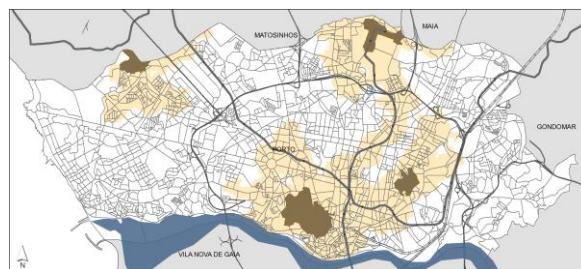 MATOSINHOS
MAIA
GONDOMAR
PORTO
VILA NOVA DE GAIA
N